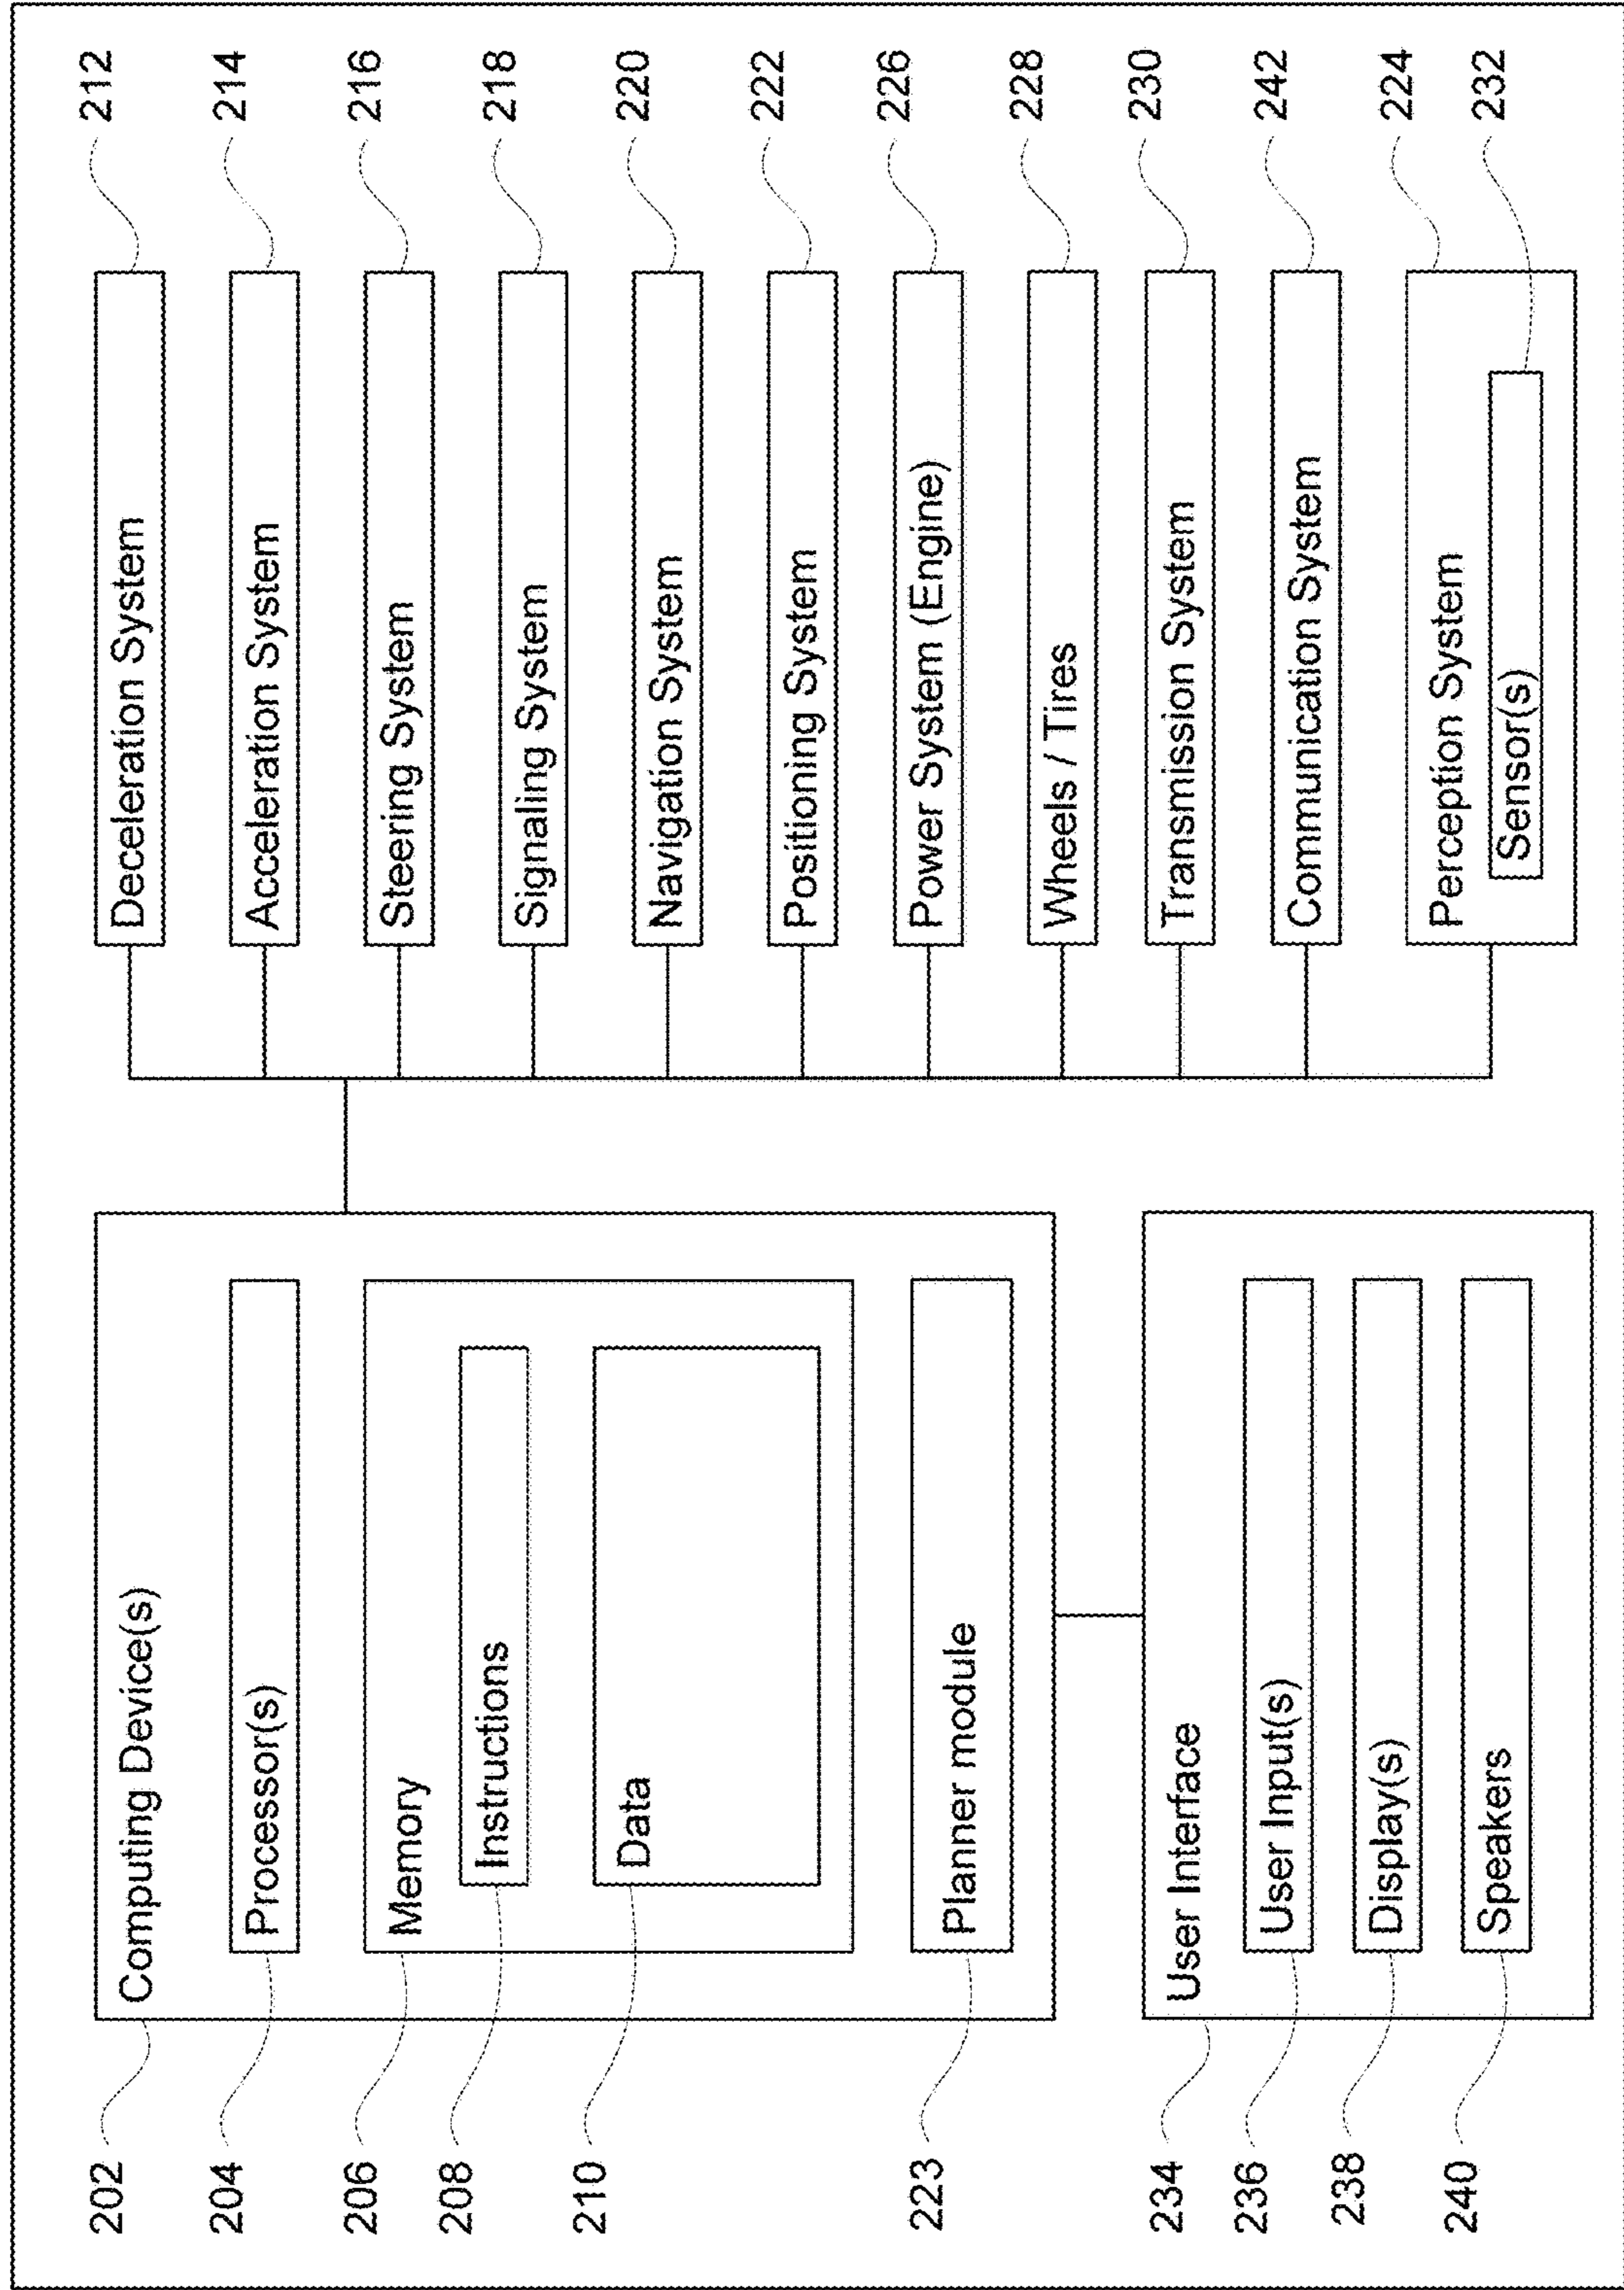 202
Computing Device(s)
204
Processor(s)
206
Memory
208
Instructions
210
Data
223
Planner module
234
User Interface
236
User Input(s)
238
Display(s)
240
Speakers
Deceleration System
212
Acceleration System
214
Steering System
216
Signaling System
218
Navigation System
220
Positioning System
222
Power System (Engine)
226
Wheels / Tires
228
Transmission System
230
Communication System
242
Perception System
224
Sensor(s)
232